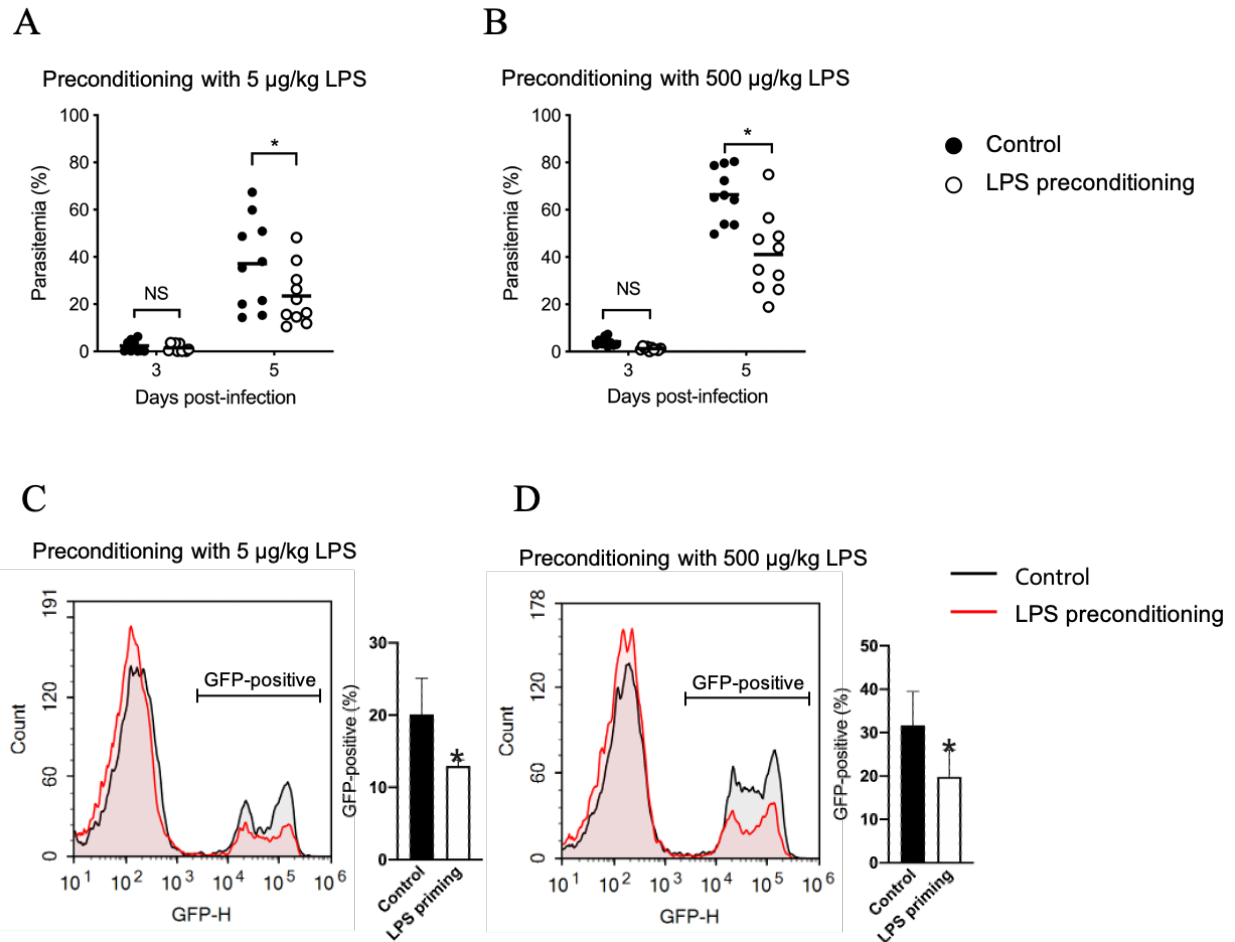 A
B
Preconditioning with 5 µg/kg LPS
Preconditioning with 500 µg/kg LPS
100
80
60
40
20
0
Parasitemia (%)
NS
*
3
5
Days post-infection
100
80
60
40
20
0
Parasitemia (%)
NS
*
3
5
Days post-infection
Control
LPS preconditioning
C
D
Preconditioning with 5 µg/kg LPS
Preconditioning with 500 µg/kg LPS
Control
LPS preconditioning
191
120
60
0
Count
GFP-positive
10^1 10^2 10^3 10^4 10^5 10^6
GFP-H
30
20
10
0
GFP-positive (%)
*
Control
LPS priming
178
120
60
0
Count
GFP-positive
10^1 10^2 10^3 10^4 10^5 10^6
GFP-H
50
40
30
20
10
0
GFP-positive (%)
*
Control
LPS priming